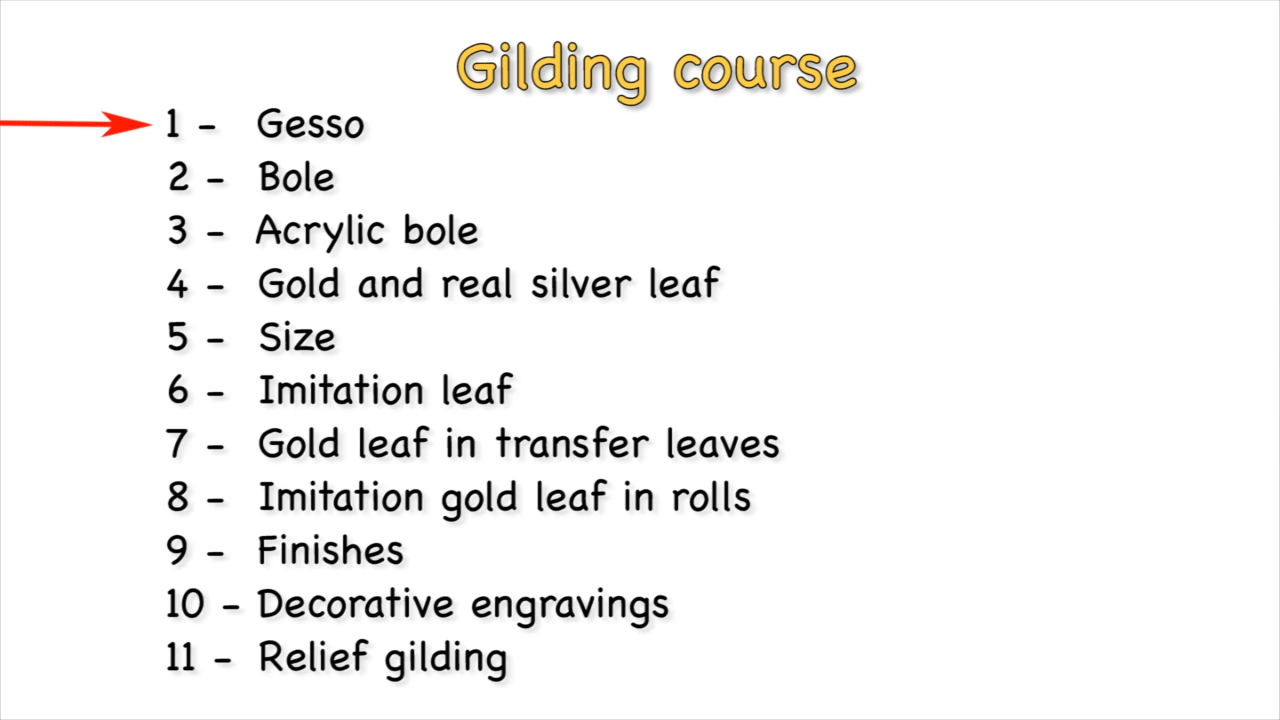 Gilding course
1 - Gesso
2 - Bole
3 - Acrylic bole
4 - Gold and real silver leaf
5 - Size
6 - Imitation leaf
7 - Gold leaf in transfer leaves
8 - Imitation gold leaf in rolls
9 - Finishes
10 - Decorative engravings
11 - Relief gilding